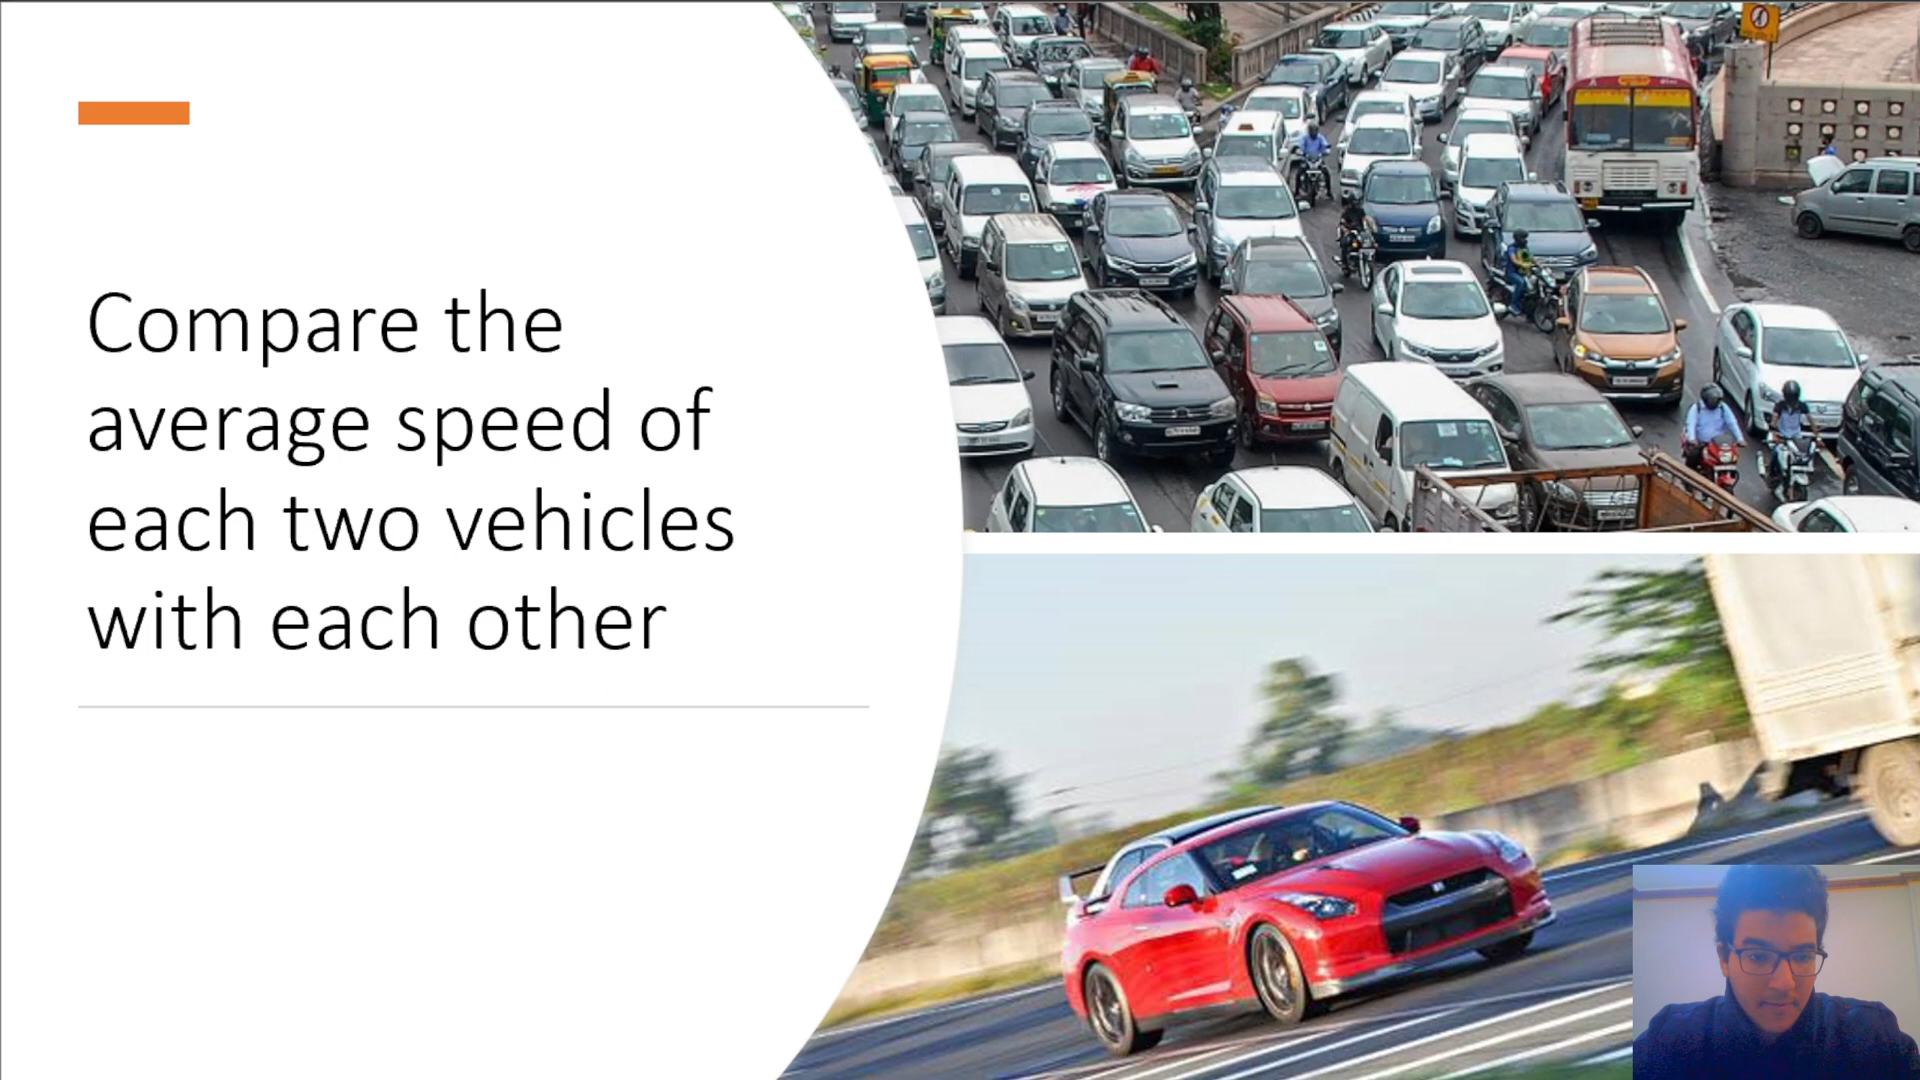 Compare the
average speed of
each two vehicles
with each other